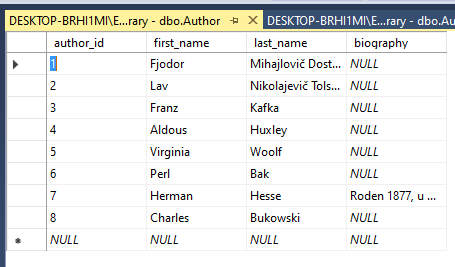 DESKTOP-BRHI1MI\E...rary - dbo.Author DESKTOP-BRHI1MI\E...rary - dbo.Author
author_id first_name last_name biography
1 Fjodor Mihajlovič Dost... NULL
2 Lav Nikolajevič Tols... NULL
3 Franz Kafka NULL
4 Aldous Huxley NULL
5 Virginia Woolf NULL
6 Perl Bak NULL
7 Herman Hesse Roden 1877, u ...
8 Charles Bukowski NULL
NULL NULL NULL NULL